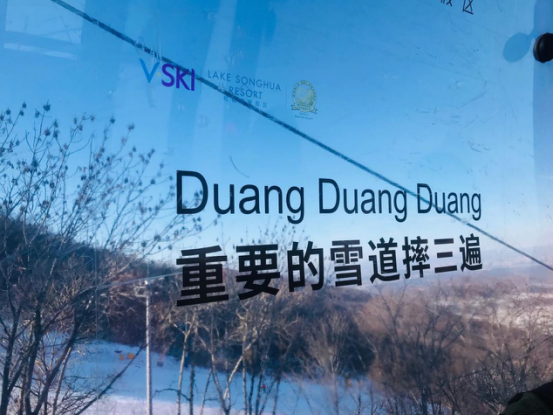 VSKI
LAKE SONGHUA
RESORT
Duang Duang Duang
重要的雪道摔三遍